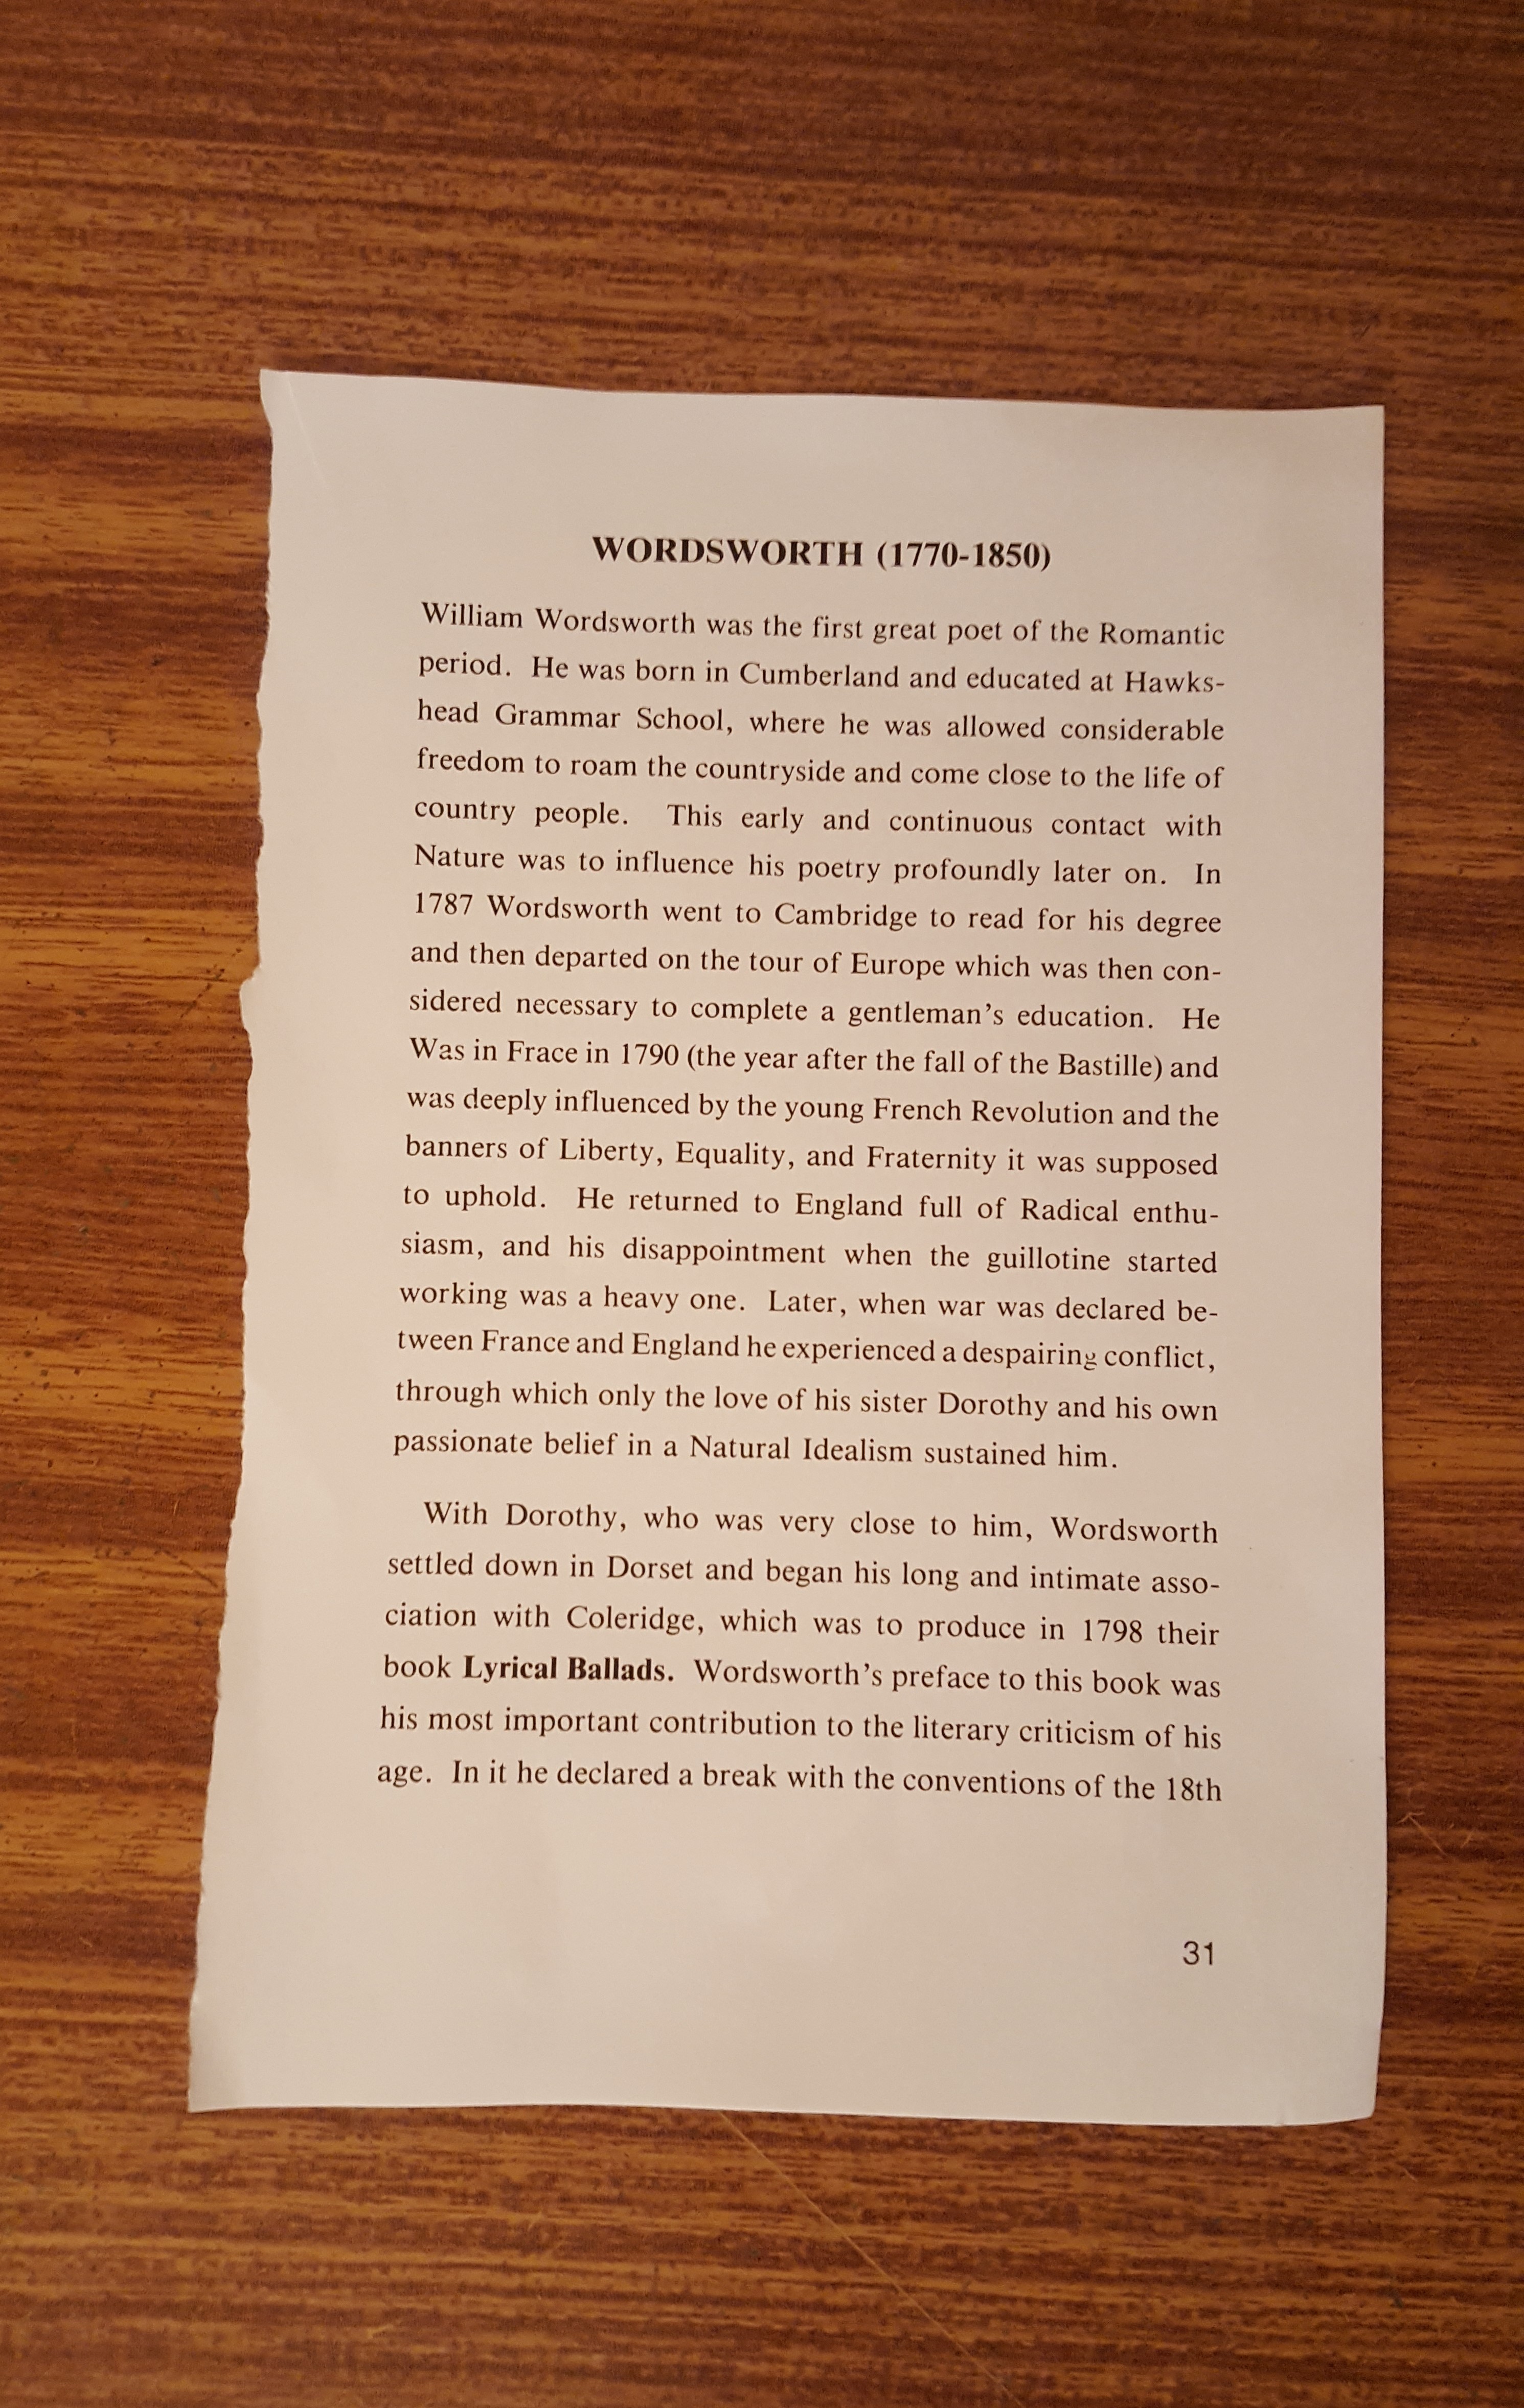 WORDSWORTH (1770-1850)
William Wordsworth was the first great poet of the Romantic
period. He was born in Cumberland and educated at Hawks-
head Grammar School, where he was allowed considerable
freedom to roam the countryside and come close to the life of
country people. This early and continuous contact with
Nature was to influence his poetry profoundly later on. In
1787 Wordsworth went to Cambridge to read for his degree
and then departed on the tour of Europe which was then con-
sidered necessary to complete a gentleman's education. He
Was in Frace in 1790 (the year after the fall of the Bastille) and
was deeply influenced by the young French Revolution and the
banners of Liberty, Equality, and Fraternity it was supposed
to uphold. He returned to England full of Radical enthu-
siasm, and his disappointment when the guillotine started
working was a heavy one. Later, when war was declared be-
tween France and England he experienced a despairing conflict,
through which only the love of his sister Dorothy and his own
passionate belief in a Natural Idealism sustained him.
With Dorothy, who was very close to him, Wordsworth
settled down in Dorset and began his long and intimate asso-
ciation with Coleridge, which was to produce in 1798 their
book Lyrical Ballads. Wordsworth's preface to this book was
his most important contribution to the literary criticism of his
age. In it he declared a break with the conventions of the 18th
31